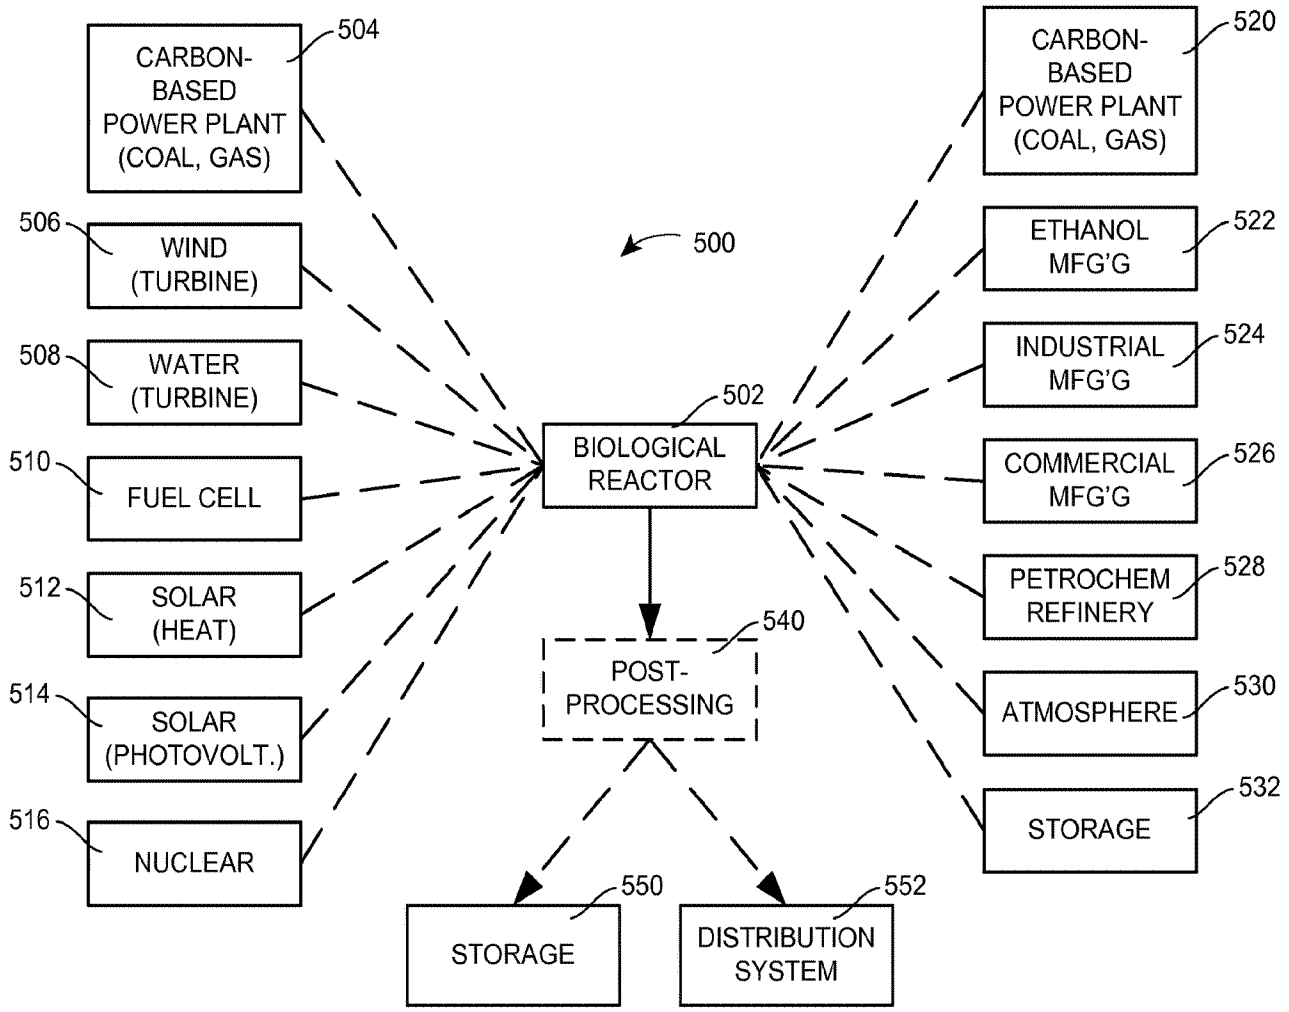 504
CARBON-
BASED
POWER PLANT
(COAL, GAS)
506
WIND
(TURBINE)
508
WATER
(TURBINE)
510
FUEL CELL
512
SOLAR
(HEAT)
514
SOLAR
(PHOTOVOLT.)
516
NUCLEAR
500
502
BIOLOGICAL
REACTOR
540
POST-
PROCESSING
550
STORAGE
552
DISTRIBUTION
SYSTEM
520
CARBON-
BASED
POWER PLANT
(COAL, GAS)
522
ETHANOL
MFG'G
524
INDUSTRIAL
MFG'G
526
COMMERCIAL
MFG'G
528
PETROCHEM
REFINERY
530
ATMOSPHERE
532
STORAGE